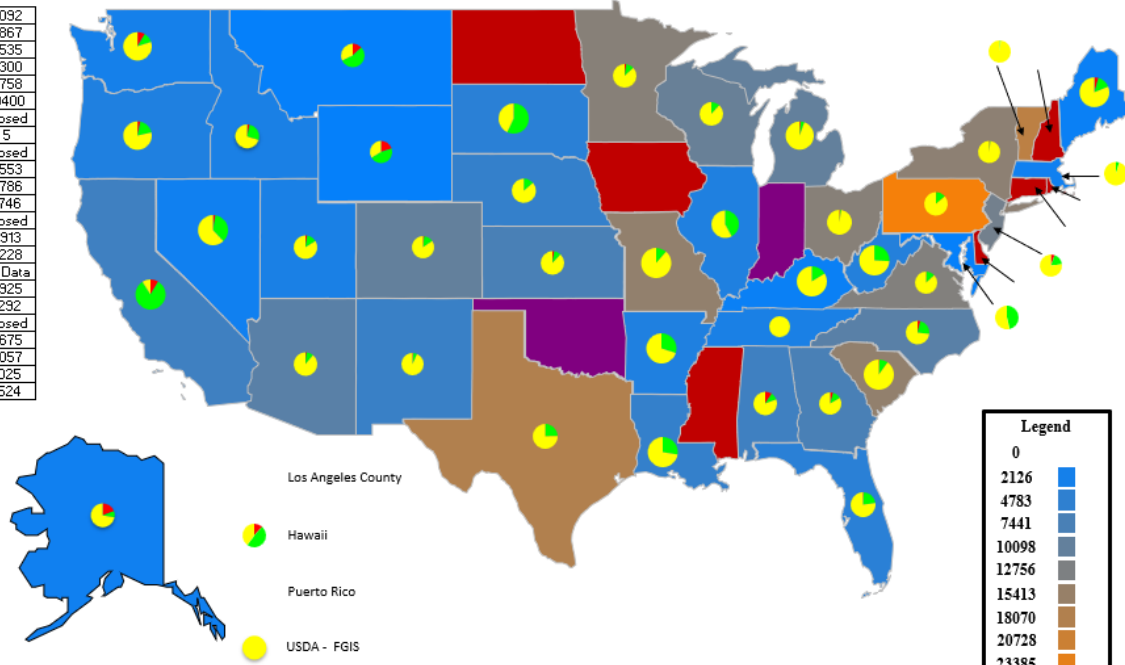 092
867
535
300
758
0400
osed
5
osed
553
786
746
osed
913
228
Data
925
292
osed
675
057
025
524
Los Angeles County
Hawaii
Puerto Rico
USDA - FGIS
Legend
0
2126
4783
7441
10098
12756
15413
18070
20728
23385